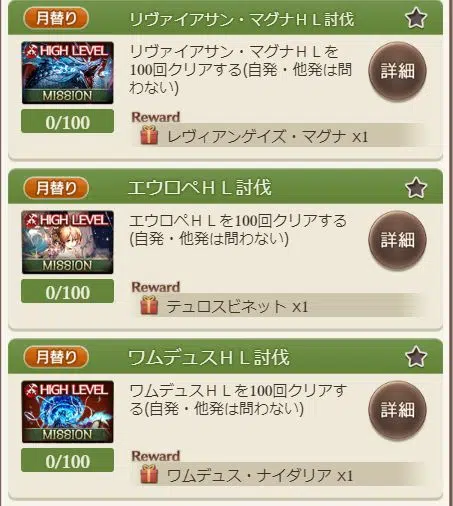 月替り
リヴァイアサン・マグナHL討伐
HIGH LEVEL
MISSION
リヴァイアサン・マグナHLを
100回クリアする(自発・他発は問
わない)
詳細
0/100
Reward
レヴィアンゲイズ・マグナ x1
月替り
エウロペHL討伐
HIGH LEVEL
MISSION
エウロペHLを100回クリアする
(自発・他発は問わない)
詳細
0/100
Reward
テュロスビネット x1
月替り
ワムデュスHL討伐
HIGH LEVEL
MISSION
ワムデュスHLを100回クリアす
る(自発・他発は問わない)
詳細
0/100
Reward
ワムデュス・ナイダリア x1